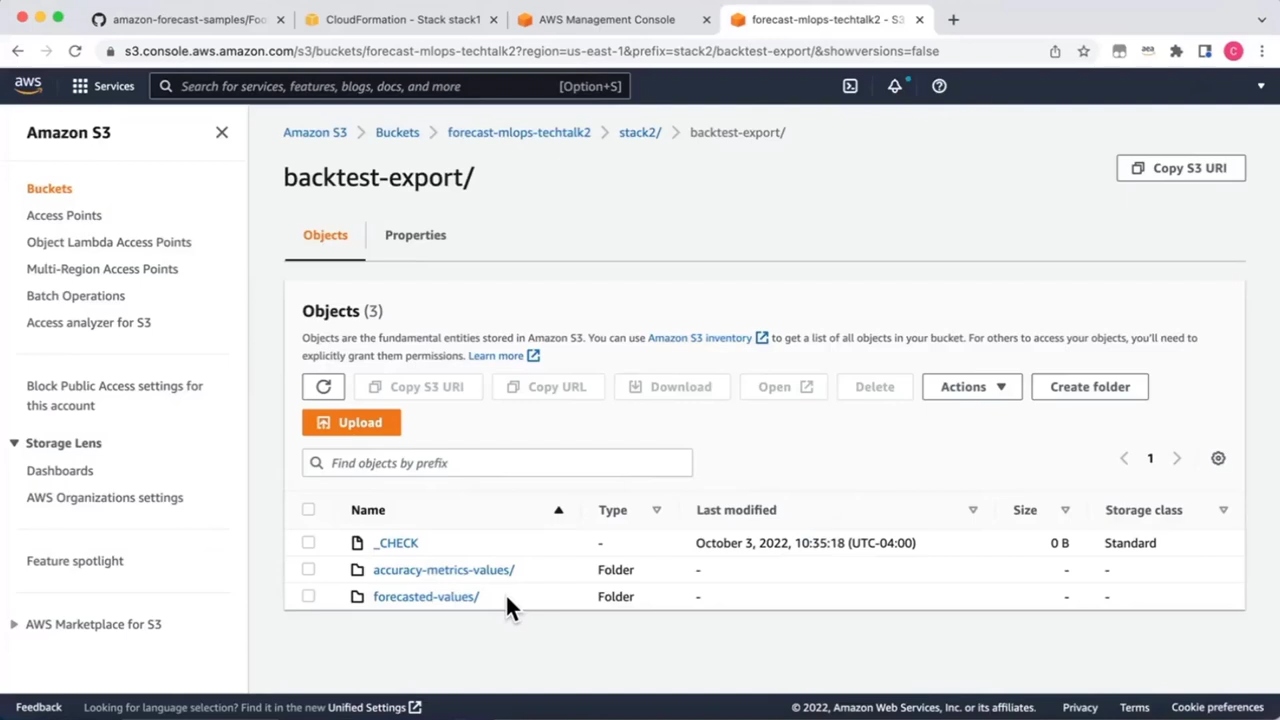 amazon-forecast-samples/Foo
CloudFormation - Stack stack1
AWS Management Console
forecast-mlops-techtalk2 - S3
s3.console.aws.amazon.com/s3/buckets/forecast-mlops-techtalk2?region=us-east-1&prefix=stack2/backtest-export/&showversions=false
aws
C
aws Services Search for services, features, blogs, docs, and more [Option+S]
Amazon S3
Buckets
Access Points
Object Lambda Access Points
Multi-Region Access Points
Batch Operations
Access analyzer for S3
Block Public Access settings for
this account
Storage Lens
Dashboards
AWS Organizations settings
Feature spotlight
AWS Marketplace for S3
Amazon S3 Buckets forecast-mlops-techtalk2 stack2/ backtest-export/
backtest-export/
Copy S3 URI
Objects Properties
Objects (3)
Objects are the fundamental entities stored in Amazon S3. You can use Amazon S3 inventory to get a list of all objects in your bucket. For others to access your objects, you'll need to
explicitly grant them permissions. Learn more
Copy S3 URI Copy URL Download Open Delete Actions Create folder
Upload
Find objects by prefix
1
Name Type Last modified Size Storage class
_CHECK - October 3, 2022, 10:35:18 (UTC-04:00) 0 B Standard
accuracy-metrics-values/ Folder - - -
forecasted-values/ Folder - - -
Feedback Looking for language selection? Find it in the new Unified Settings © 2022, Amazon Web Services, Inc. or its affiliates. Privacy Terms Cookie preferences